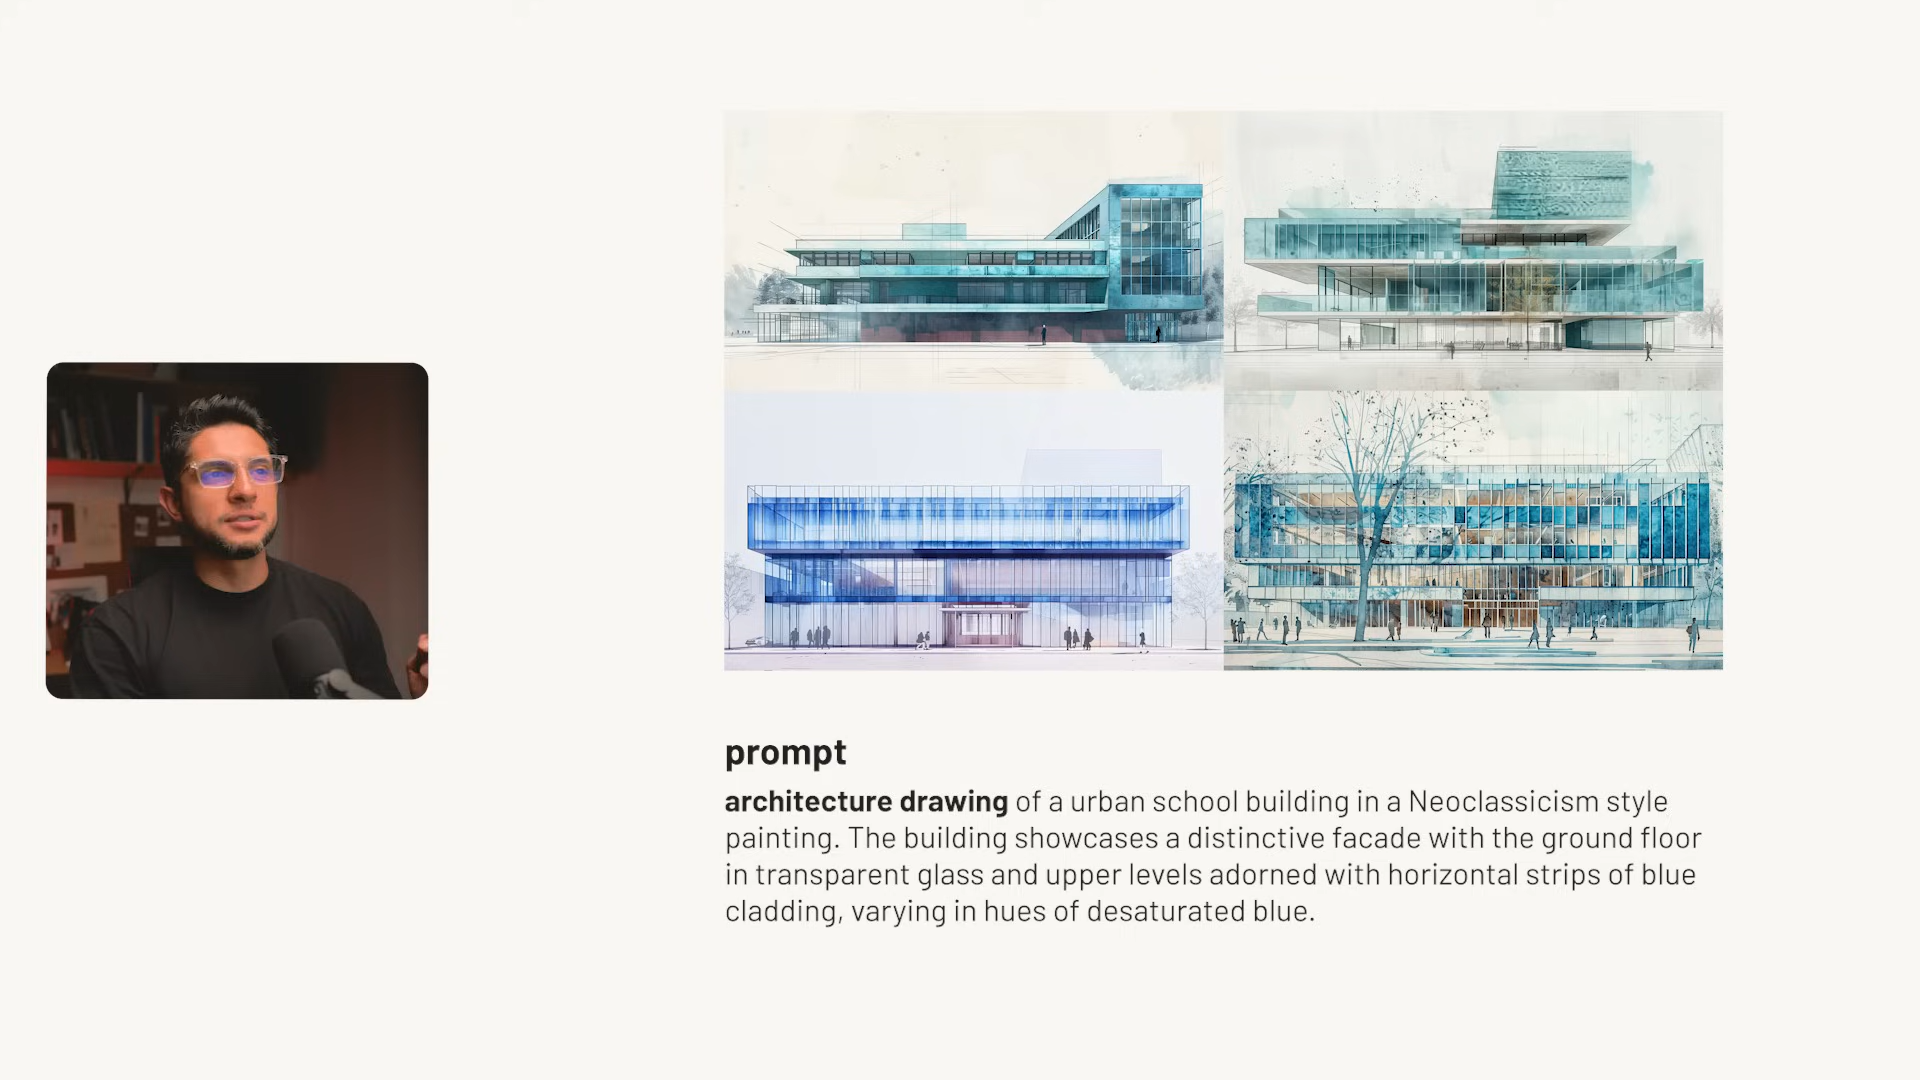 prompt
architecture drawing of a urban school building in a Neoclassicism style
painting. The building showcases a distinctive facade with the ground floor
in transparent glass and upper levels adorned with horizontal strips of blue
cladding, varying in hues of desaturated blue.